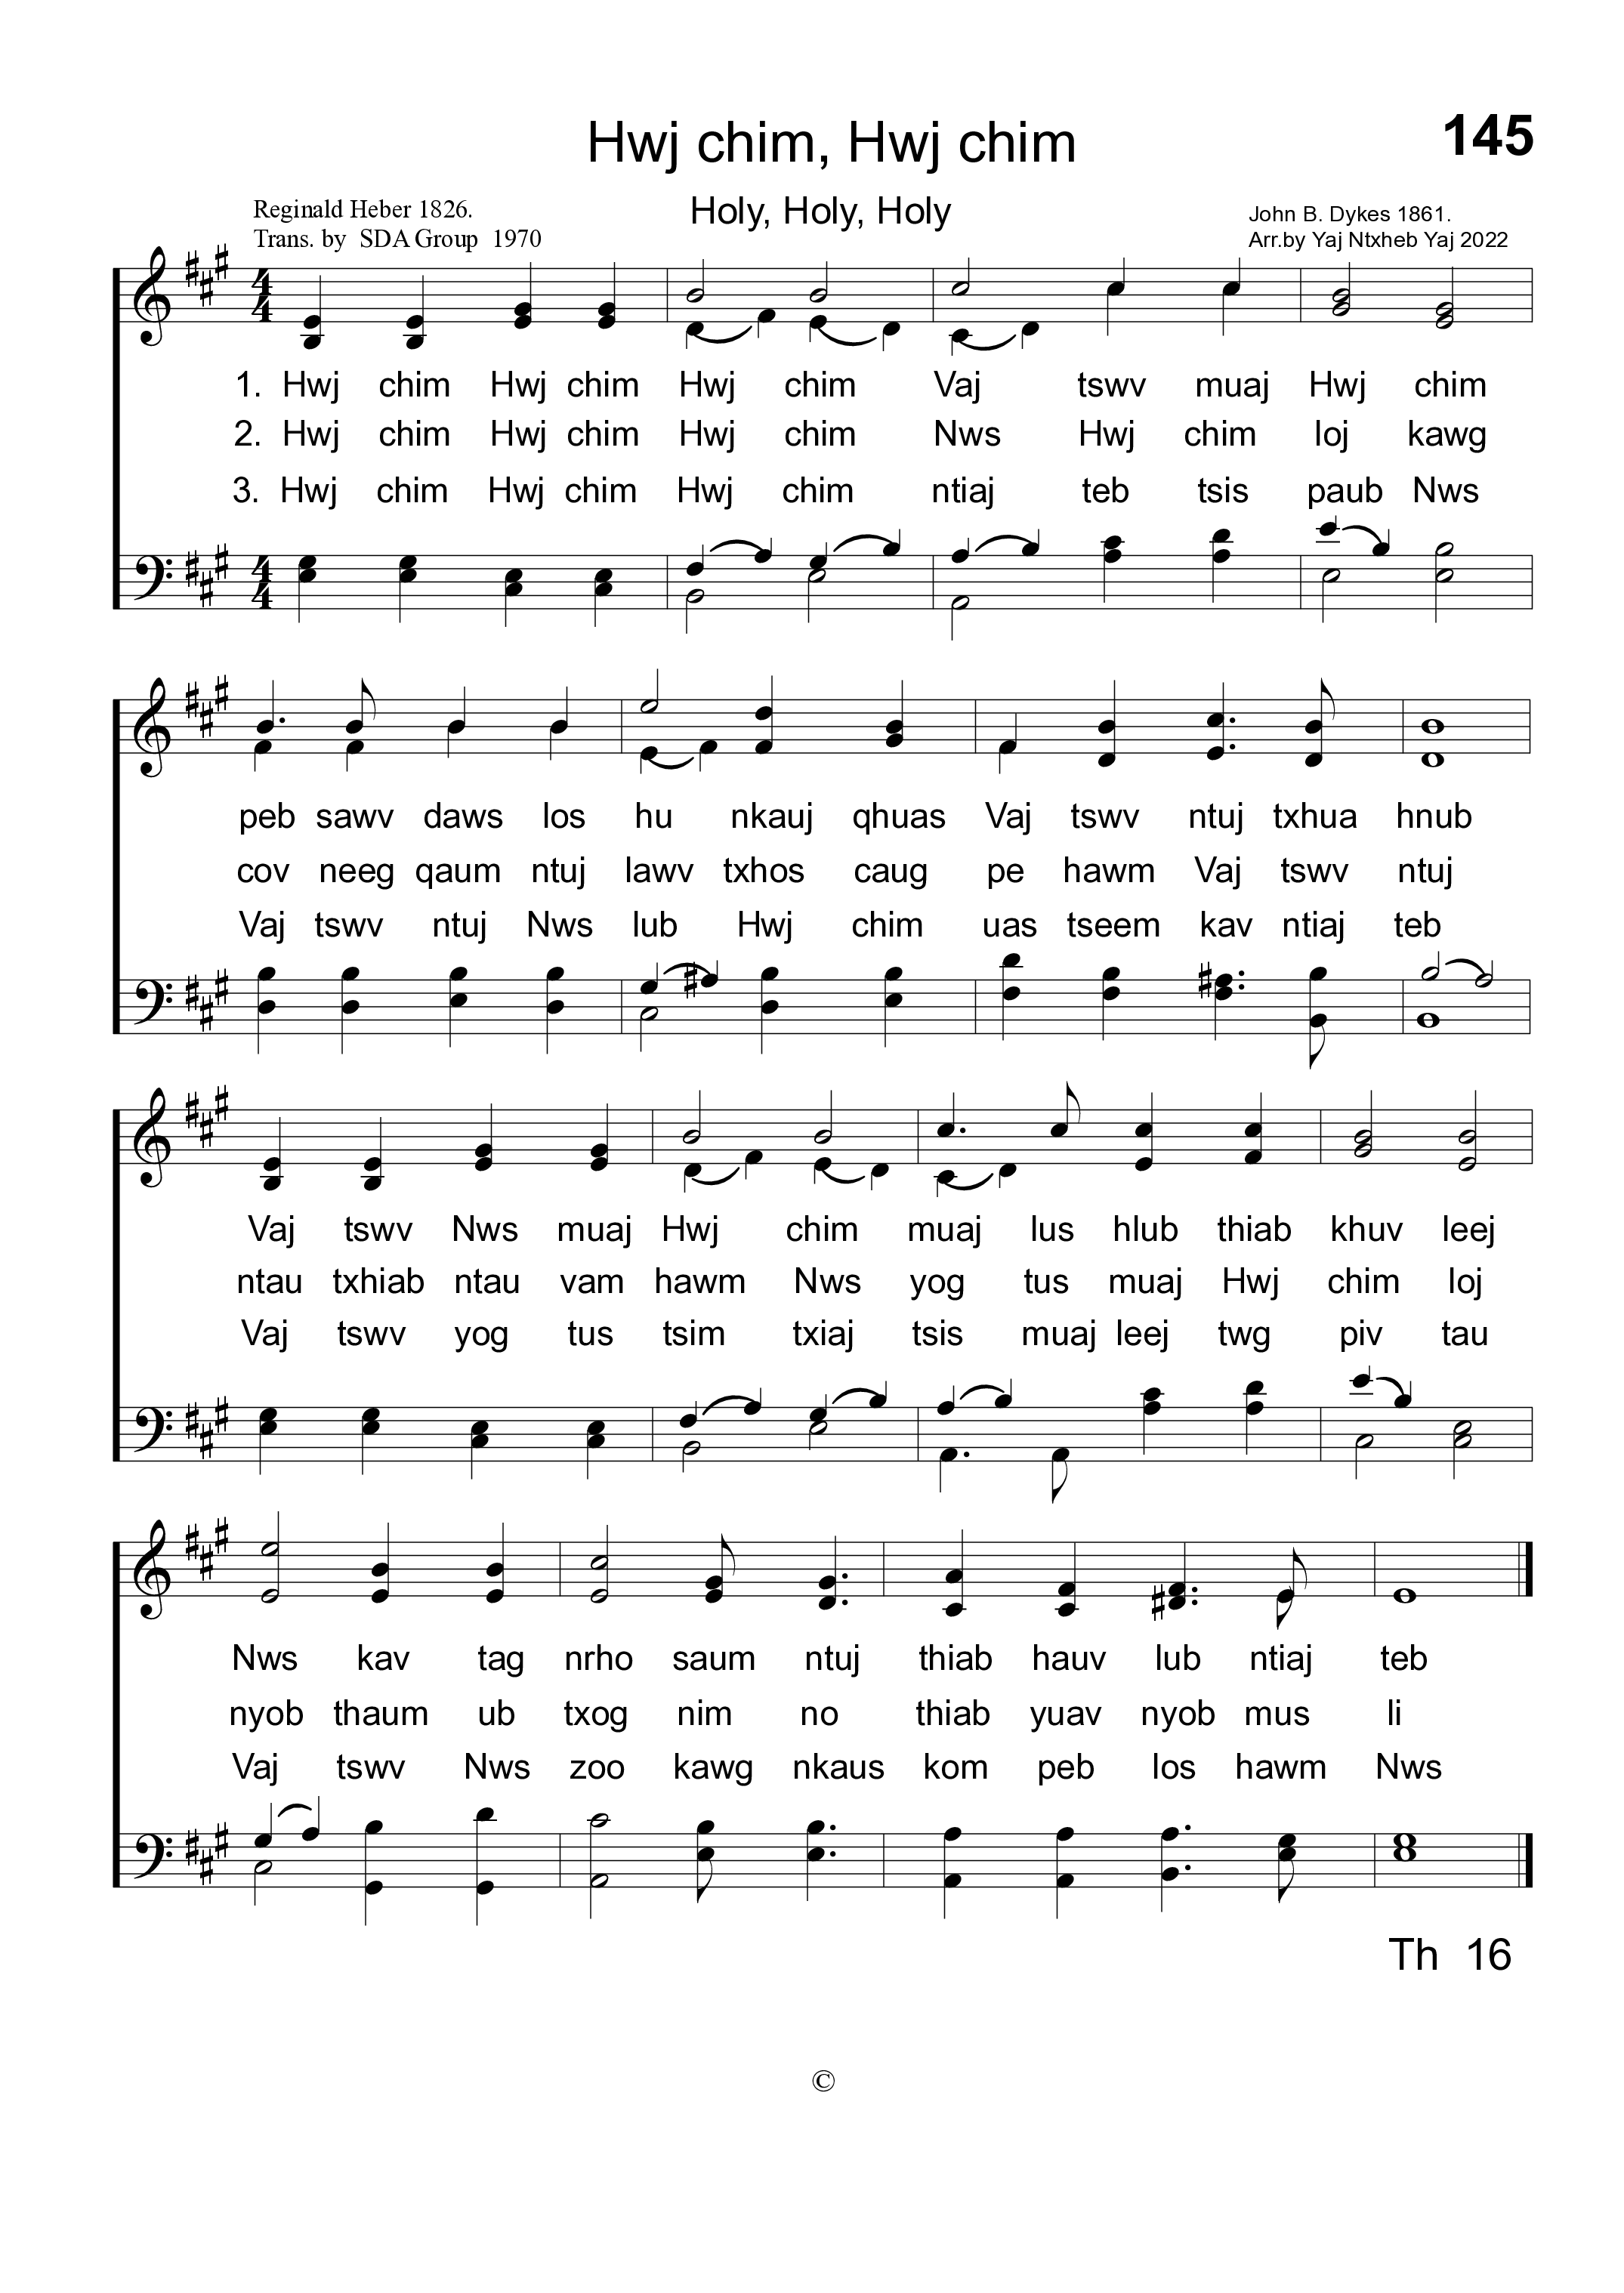 145
Hwj chim, Hwj chim
Holy, Holy, Holy
Reginald Heber 1826.
Trans. by SDA Group 1970
John B. Dykes 1861.
Arr.by Yaj Ntxheb Yaj 2022
1. Hwj chim Hwj chim Hwj chim Vaj tswv muaj Hwj chim
2. Hwj chim Hwj chim Hwj chim Nws Hwj chim loj kawg
3. Hwj chim Hwj chim Hwj chim ntiaj teb tsis paub Nws
peb sawv daws los hu nkauj qhuas Vaj tswv ntuj txhua hnub
cov neeg qaum ntuj lawv txhos caug pe hawm Vaj tswv ntuj
Vaj tswv ntuj Nws lub Hwj chim uas tseem kav ntiaj teb
Vaj tswv Nws muaj Hwj chim muaj lus hlub thiab khuv leej
ntau txhiab ntau vam hawm Nws yog tus muaj Hwj chim loj
Vaj tswv yog tus tsim txiaj tsis muaj leej twg piv tau
Nws kav tag nrho saum ntuj thiab hauv lub ntiaj teb
nyob thaum ub txog nim no thiab yuav nyob mus li
Vaj tswv Nws zoo kawg nkaus kom peb los hawm Nws
Th 16
©